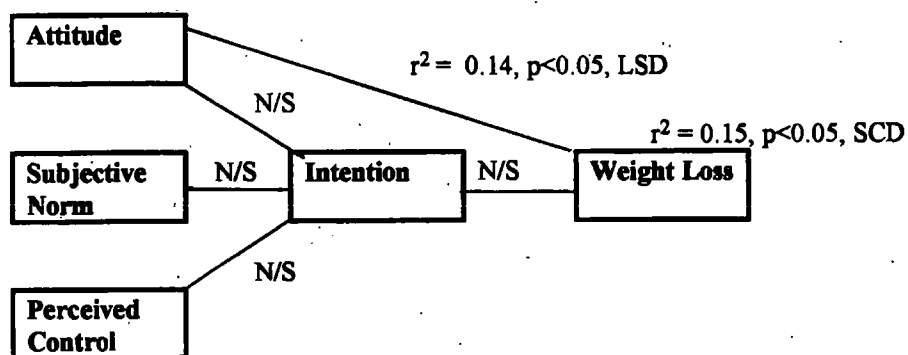 Attitude
r² = 0.14, p<0.05, LSD
N/S
r² = 0.15, p<0.05, SCD
Subjective
Norm
N/S
Intention
N/S
Weight Loss
N/S
Perceived
Control